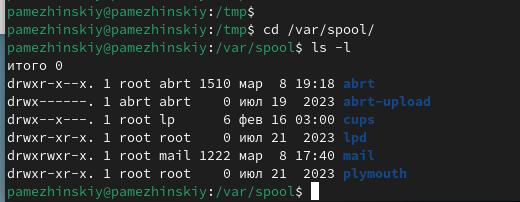 pamezhinskiy@pamezhinskiy:/tmp$
pamezhinskiy@pamezhinskiy:/tmp$ cd /var/spool/
pamezhinskiy@pamezhinskiy:/var/spool$ ls -l
итого 0
drwxr-x--x. 1 root abrt 1510 мар  8 19:18 abrt
drwx------. 1 abrt abrt    0 июл 19  2023 abrt-upload
drwx--x---. 1 root lp      6 фев 16 03:00 cups
drwxr-xr-x. 1 root root    0 июл 21  2023 lpd
drwxrwxr-x. 1 root mail 1222 мар  8 17:40 mail
drwxr-xr-x. 1 root root    0 июл 21  2023 plymouth
pamezhinskiy@pamezhinskiy:/var/spool$